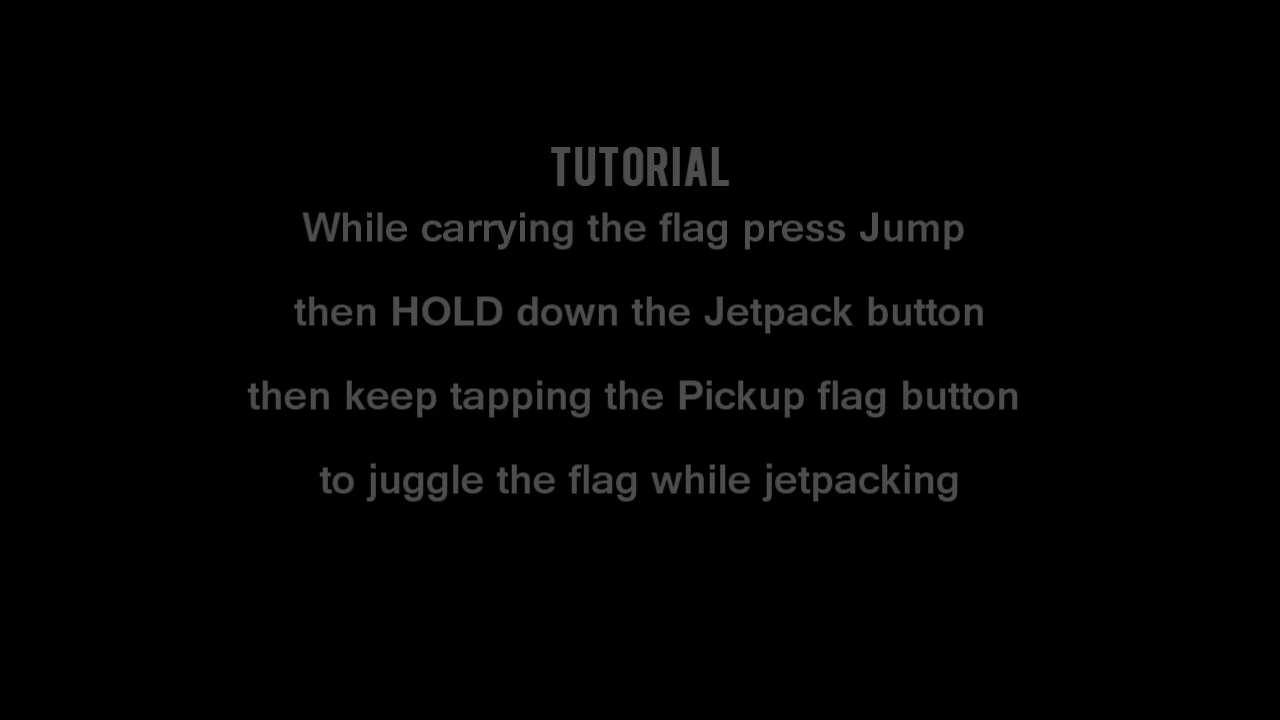 TUTORIAL
While carrying the flag press Jump
then HOLD down the Jetpack button
then keep tapping the Pickup flag button
to juggle the flag while jetpacking